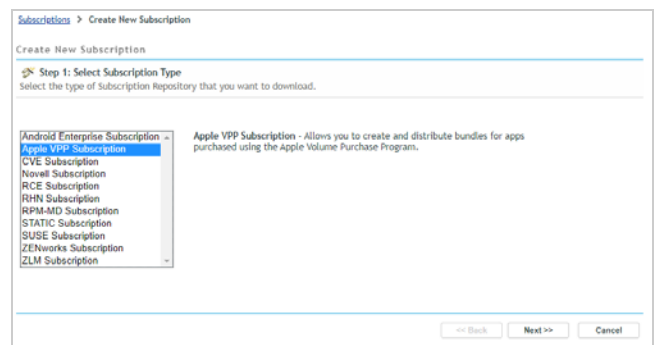 Subscriptions > Create New Subscription
Create New Subscription
Step 1: Select Subscription Type
Select the type of Subscription Repository that you want to download.
Android Enterprise Subscription
Apple VPP Subscription
CVE Subscription
Novell Subscription
RCE Subscription
RHN Subscription
RPM-MD Subscription
STATIC Subscription
SUSE Subscription
ZENworks Subscription
ZLM Subscription
Apple VPP Subscription - Allows you to create and distribute bundles for apps
purchased using the Apple Volume Purchase Program.
<< Back Next >> Cancel